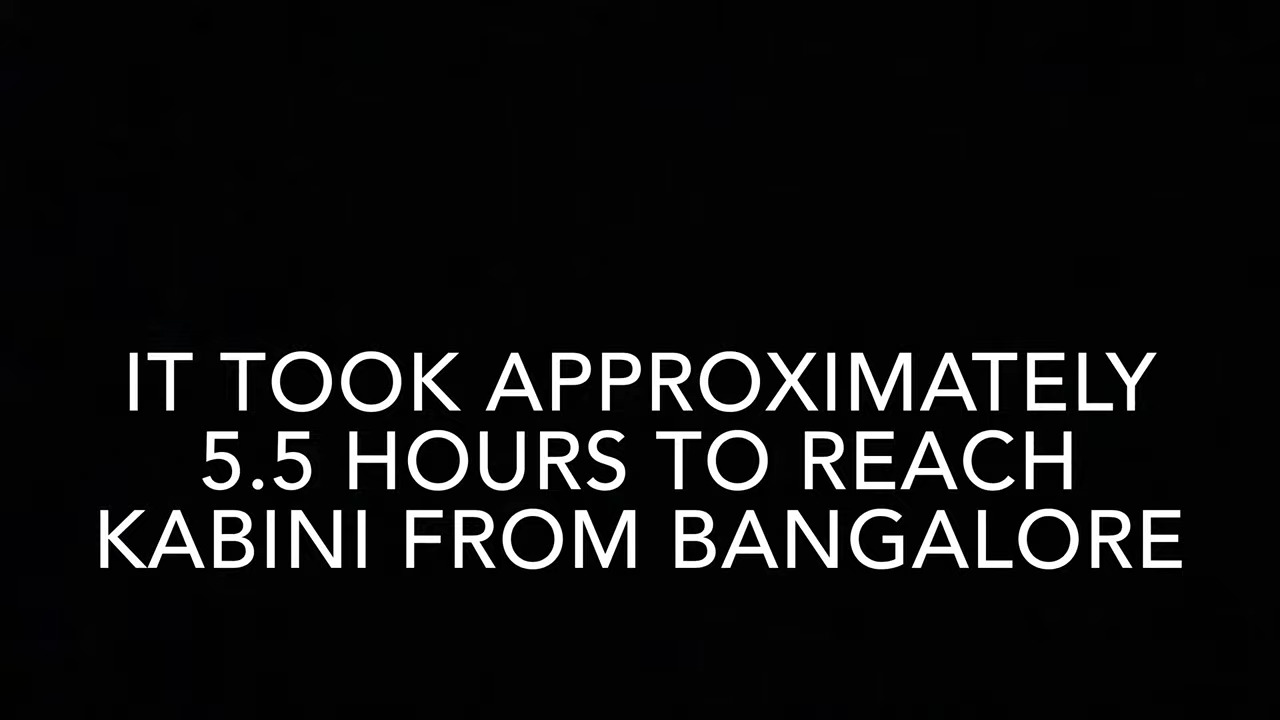 IT TOOK APPROXIMATELY
5.5 HOURS TO REACH
KABINI FROM BANGALORE